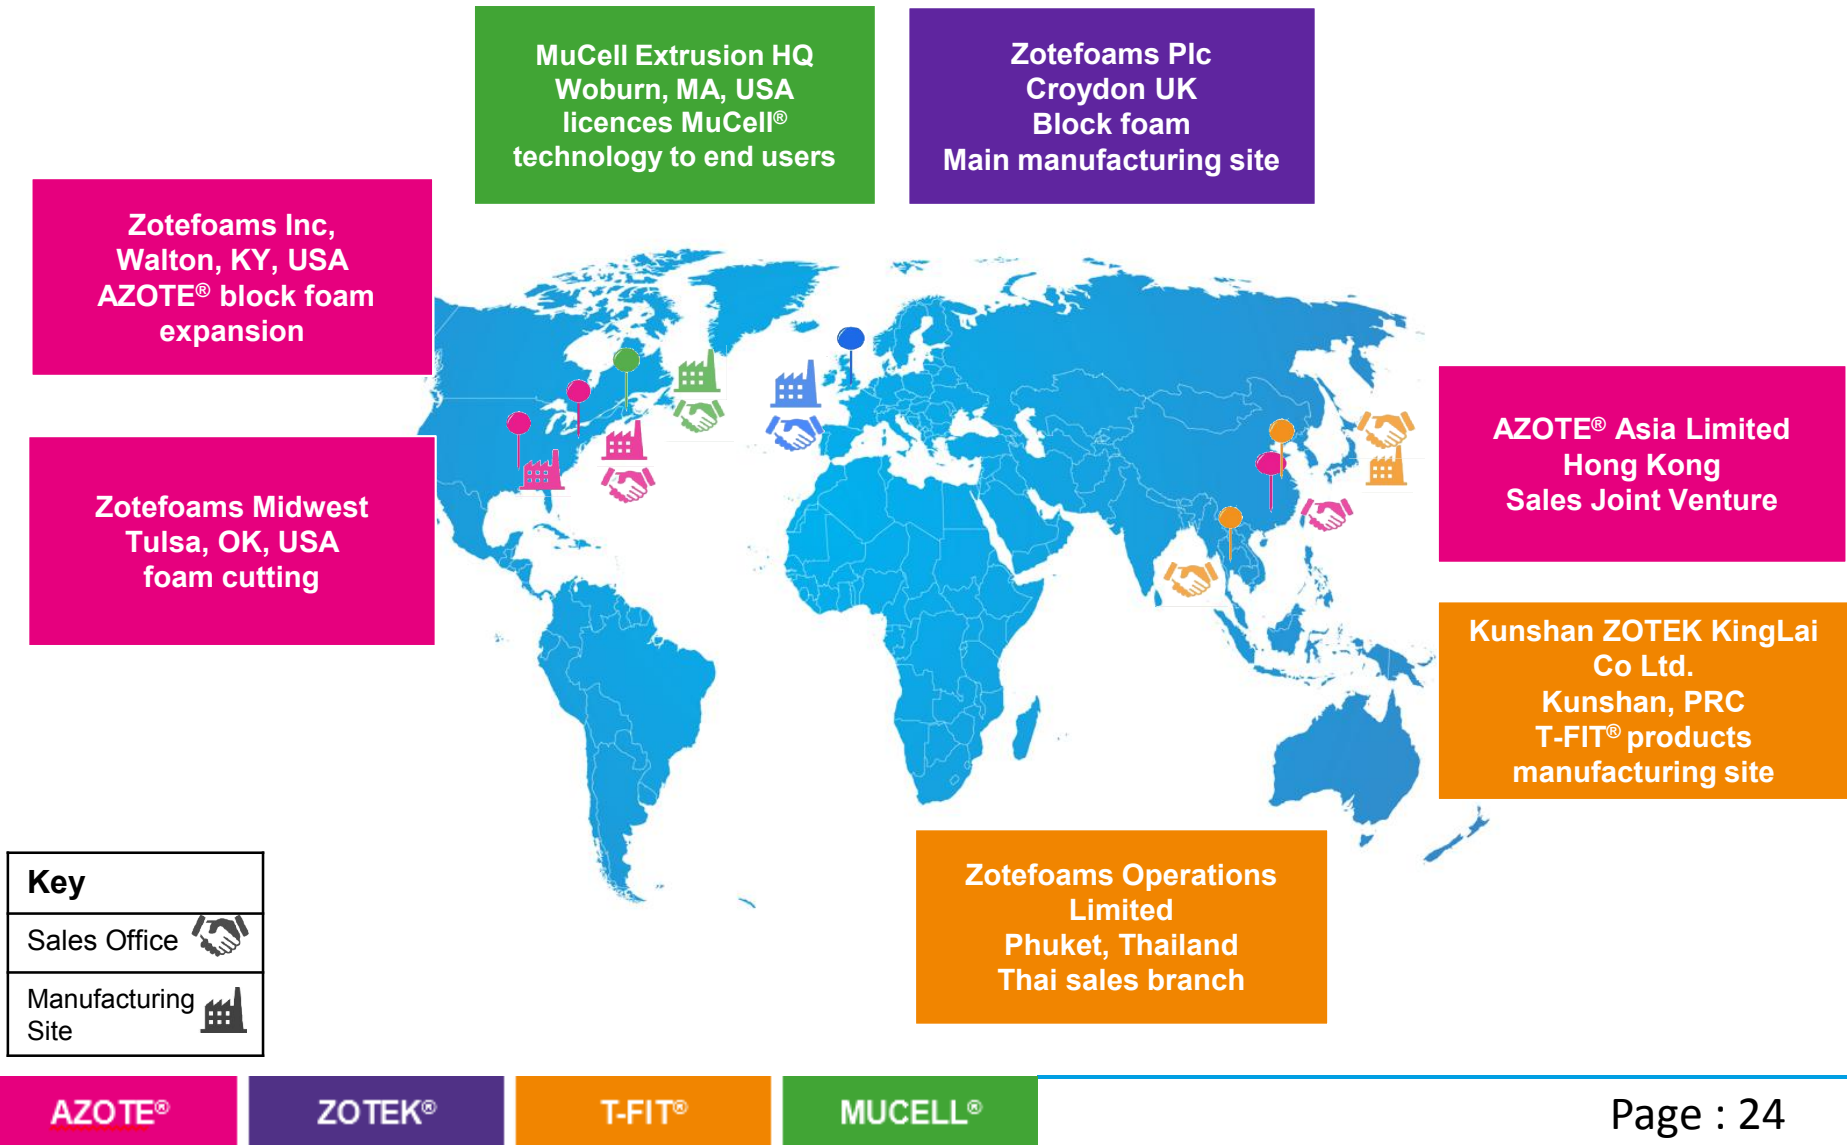 MuCell Extrusion HQ
Woburn, MA, USA
licences MuCell®
technology to end users
Zotefoams Plc
Croydon UK
Block foam
Main manufacturing site
Zotefoams Inc,
Walton, KY, USA
AZOTE® block foam
expansion
Zotefoams Midwest
Tulsa, OK, USA
foam cutting
AZOTE® Asia Limited
Hong Kong
Sales Joint Venture
Kunshan ZOTEK KingLai
Co Ltd.
Kunshan, PRC
T-FIT® products
manufacturing site
Zotefoams Operations
Limited
Phuket, Thailand
Thai sales branch
Key
Sales Office
Manufacturing
Site
AZOTE®
ZOTEK®
T-FIT®
MUCELL®
Page : 24